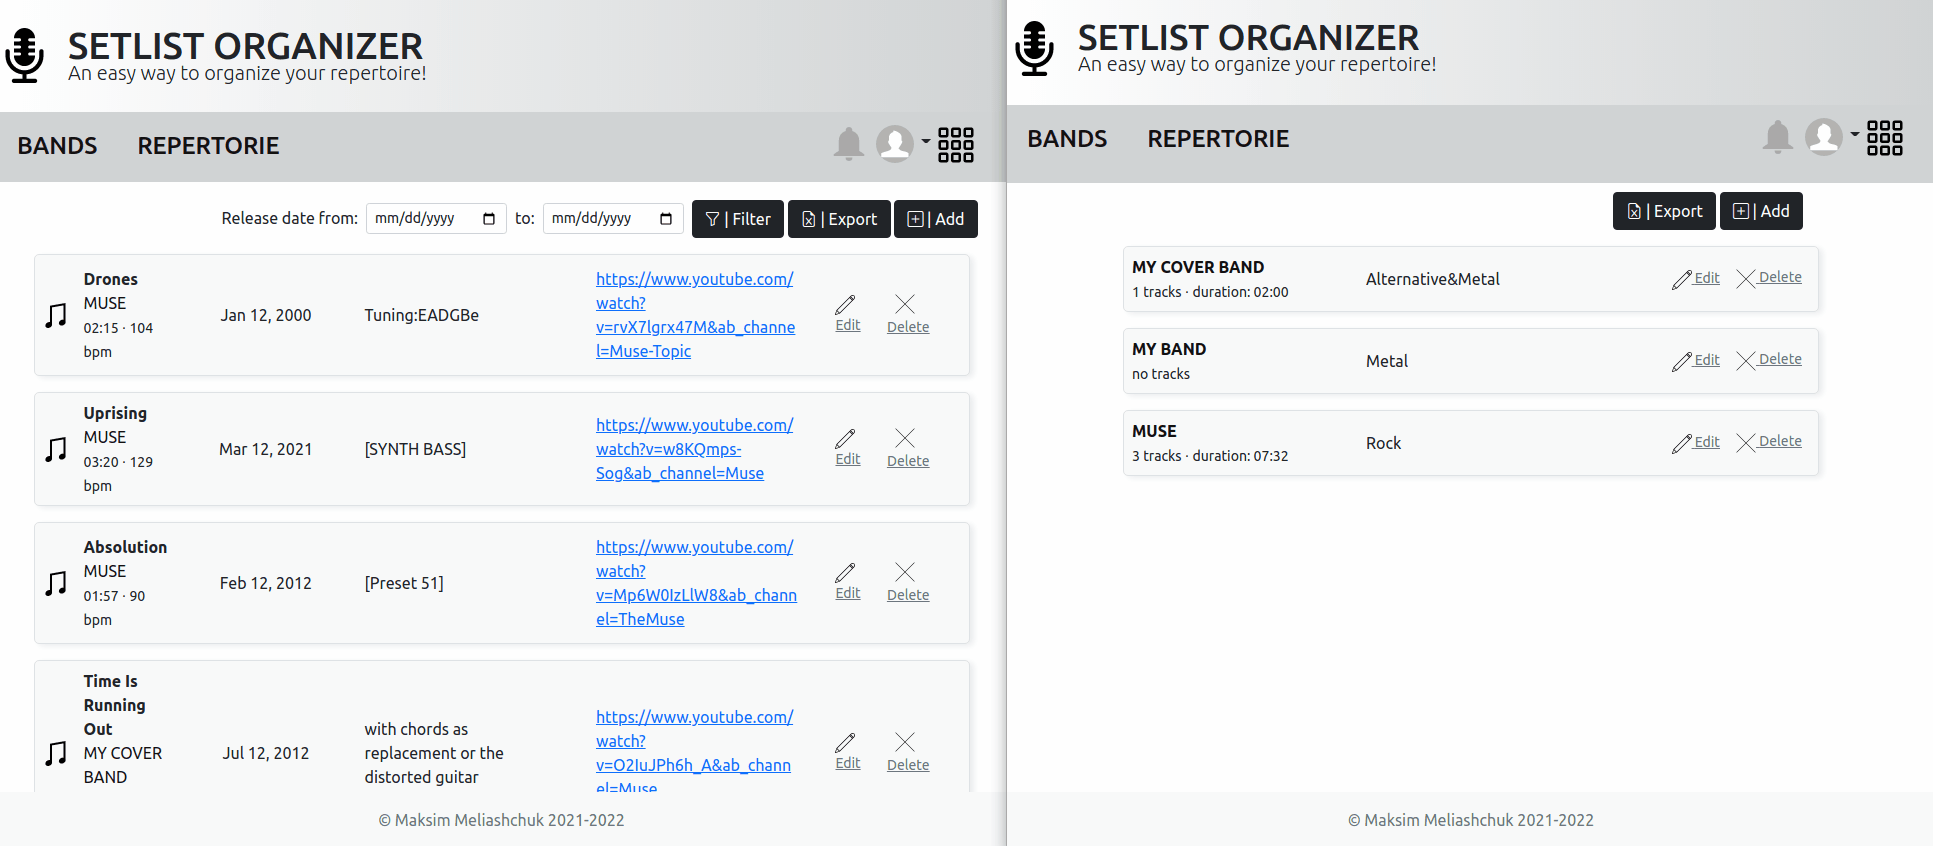 SETLIST ORGANIZER
An easy way to organize your repertoire!
BANDS REPERTORIE
Release date from: mm/dd/yyyy to: mm/dd/yyyy | Filter | Export | Add
Drones
MUSE
02:15 · 104
bpm
Jan 12, 2000
Tuning:EADGBe
https://www.youtube.com/
watch?
v=rvX7lgrx47M&ab_channe
l=Muse-Topic
Edit
Delete
Uprising
MUSE
03:20 · 129
bpm
Mar 12, 2021
[SYNTH BASS]
https://www.youtube.com/
watch?v=w8KQmps-
Sog&ab_channel=Muse
Edit
Delete
Absolution
MUSE
01:57 · 90
bpm
Feb 12, 2012
[Preset 51]
https://www.youtube.com/
watch?
v=Mp6W0IzLlW8&ab_chann
el=TheMuse
Edit
Delete
Time Is
Running
Out
MY COVER
BAND
Jul 12, 2012
with chords as
replacement or the
distorted guitar
https://www.youtube.com/
watch?
v=O2IuJPh6h_A&ab_chann
el=Muse
Edit
Delete
© Maksim Meliashchuk 2021-2022
SETLIST ORGANIZER
An easy way to organize your repertoire!
BANDS REPERTORIE
| Export | Add
MY COVER BAND
1 tracks · duration: 02:00
Alternative&Metal
Edit Delete
MY BAND
no tracks
Metal
Edit Delete
MUSE
3 tracks · duration: 07:32
Rock
Edit Delete
© Maksim Meliashchuk 2021-2022